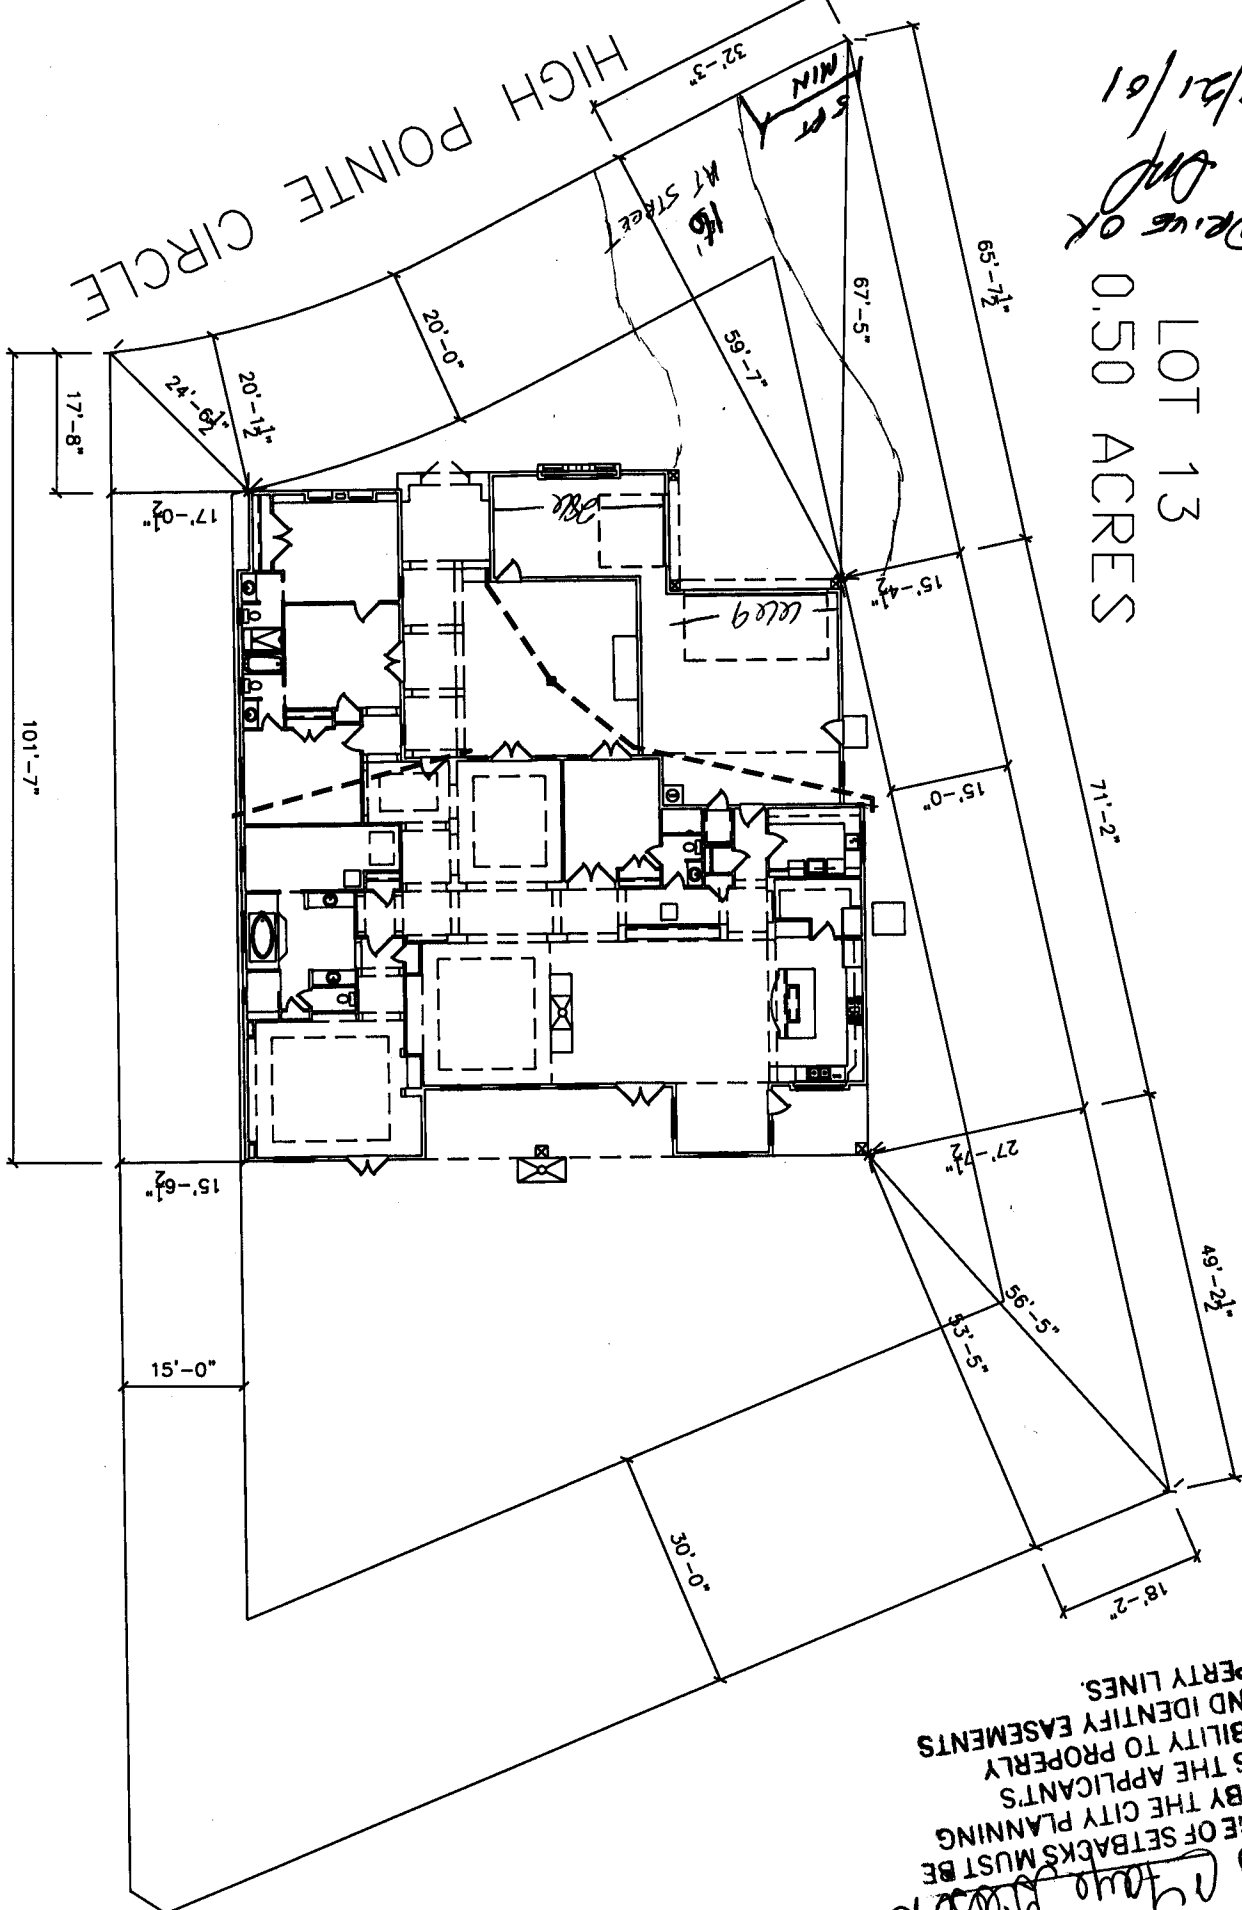 HIGH POINTE CIRCLE
LOT 13
0.50 ACRES
/21/01
DRIVE OK
32'-3"
5 FT
MIN
AT STREET
16'
65'-7½"
67'-5"
59'-7"
20'-0"
20'-1½"
24'-6½"
17'-8"
17'-0½"
101'-7"
15'-4½"
15'-0"
71'-2"
27'-7½"
49'-2½"
56'-5"
53'-5"
15'-6½"
15'-0"
30'-0"
18'-2"
E OF SETBACKS MUST BE
BY THE CITY PLANNING
S THE APPLICANT'S
BILITY TO PROPERLY
ND IDENTIFY EASEMENTS
PERTY LINES.